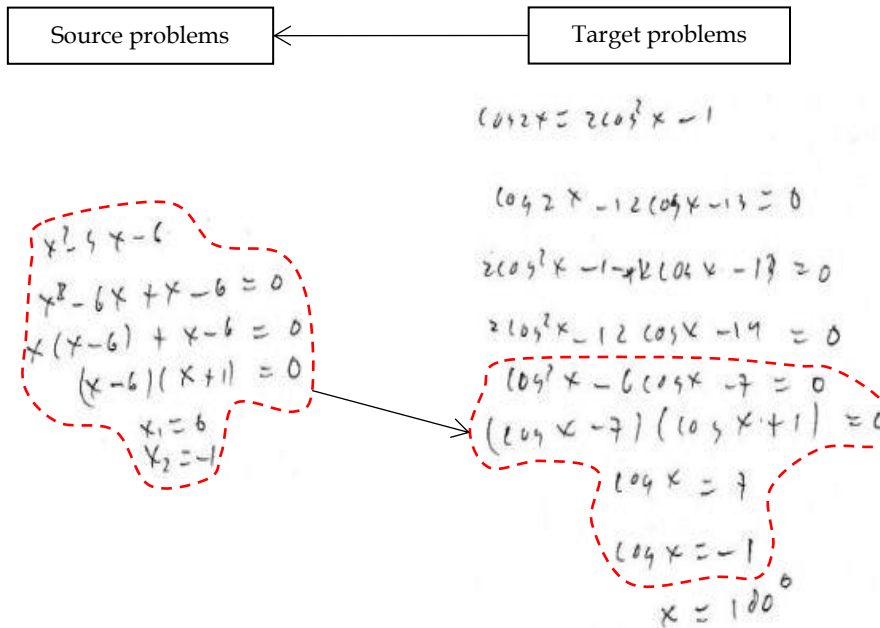 Source problems
Target problems
x² - 5x - 6
x² - 6x + x - 6 = 0
x(x-6) + x-6 = 0
(x-6)(x+1) = 0
x₁ = 6
x₂ = -1
cos2x = 2cos²x - 1
cos2x - 12cosx - 13 = 0
2cos²x - 1 - 12cosx - 13 = 0
2cos²x - 12cosx - 14 = 0
cos²x - 6cosx - 7 = 0
(cosx - 7)(cosx + 1) = 0
cosx = 7
cosx = -1
x = 180°